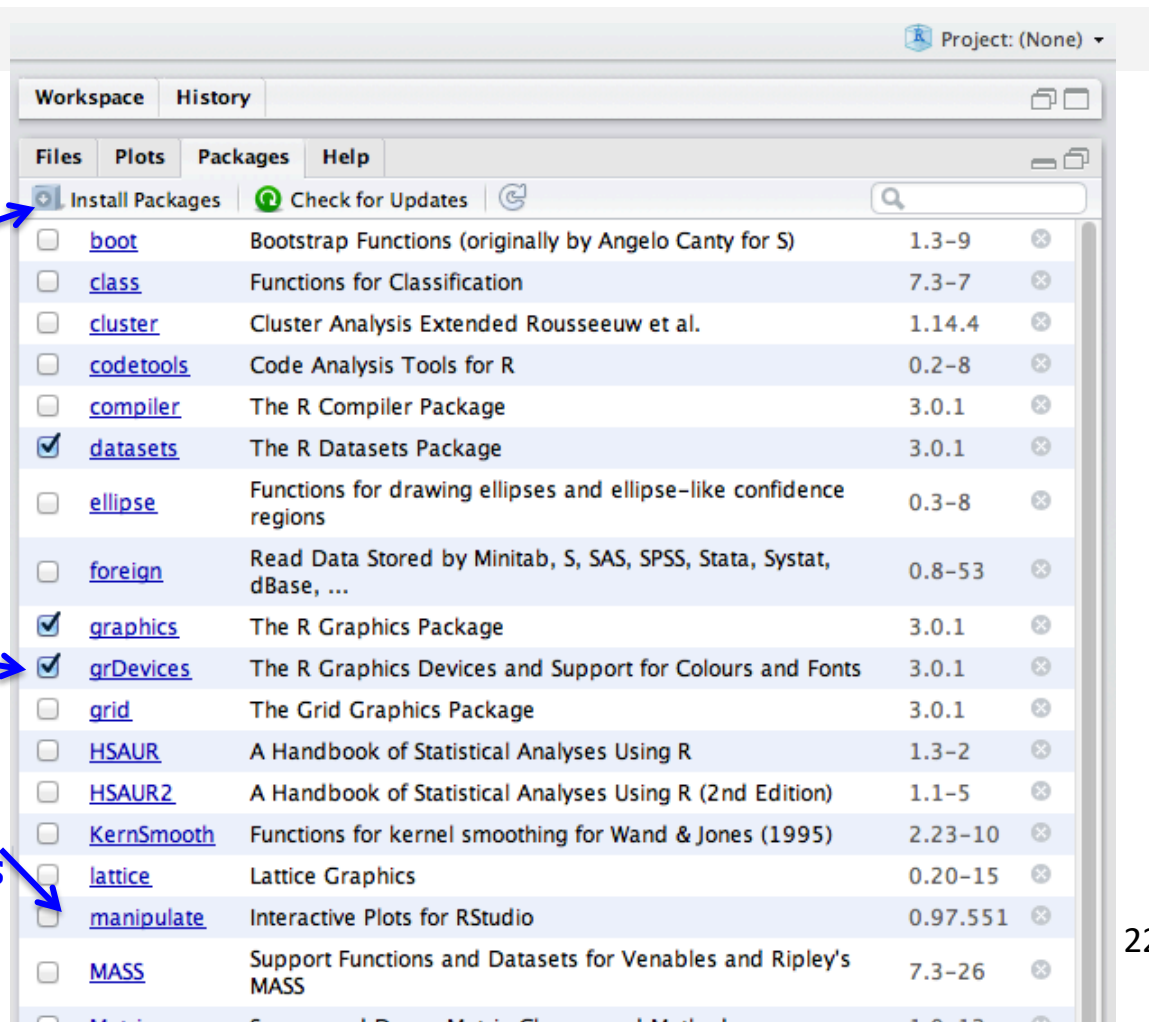 Project: (None)
Workspace History
Files Plots Packages Help
Install Packages Check for Updates
boot Bootstrap Functions (originally by Angelo Canty for S) 1.3-9
class Functions for Classification 7.3-7
cluster Cluster Analysis Extended Rousseeuw et al. 1.14.4
codetools Code Analysis Tools for R 0.2-8
compiler The R Compiler Package 3.0.1
datasets The R Datasets Package 3.0.1
ellipse Functions for drawing ellipses and ellipse-like confidence
regions 0.3-8
foreign Read Data Stored by Minitab, S, SAS, SPSS, Stata, Systat,
dBase, ... 0.8-53
graphics The R Graphics Package 3.0.1
grDevices The R Graphics Devices and Support for Colours and Fonts 3.0.1
grid The Grid Graphics Package 3.0.1
HSAUR A Handbook of Statistical Analyses Using R 1.3-2
HSAUR2 A Handbook of Statistical Analyses Using R (2nd Edition) 1.1-5
KernSmooth Functions for kernel smoothing for Wand & Jones (1995) 2.23-10
lattice Lattice Graphics 0.20-15
manipulate Interactive Plots for RStudio 0.97.551
22
MASS Support Functions and Datasets for Venables and Ripley's
MASS 7.3-26